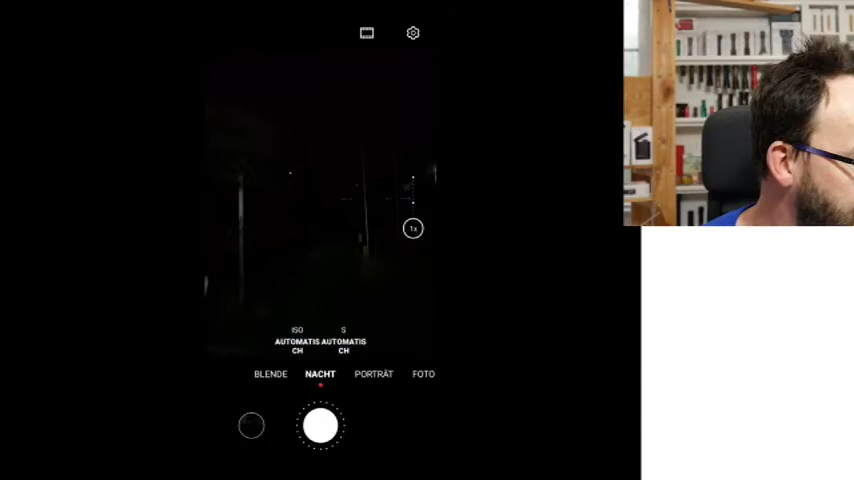 1x
ISO S
AUTOMATIS AUTOMATIS
CH CH
BLENDE NACHT PORTRÄT FOTO